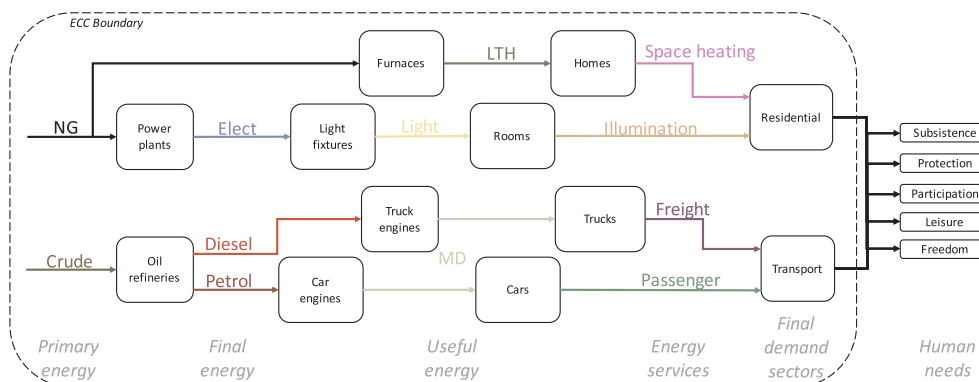 ECC Boundary
Furnaces
LTH
Homes
Space heating
NG
Power
plants
Elect
Light
fixtures
Light
Rooms
Illumination
Residential
Subsistence
Protection
Participation
Leisure
Freedom
Crude
Oil
refineries
Diesel
Truck
engines
MD
Trucks
Freight
Petrol
Car
engines
Cars
Passenger
Transport
Primary
energy
Final
energy
Useful
energy
Energy
services
Final
demand
sectors
Human
needs